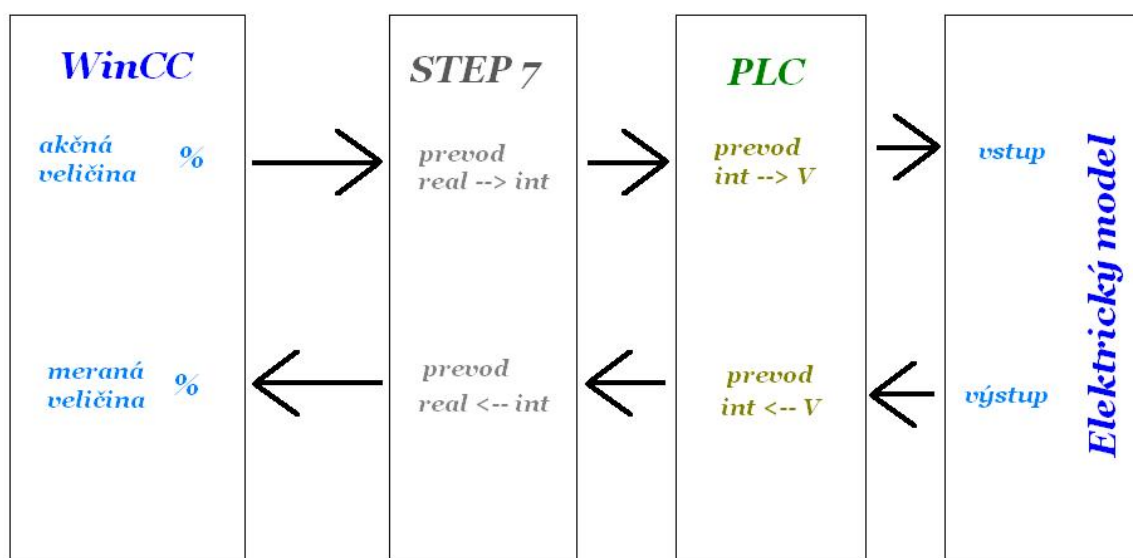 WinCC
akčná
veličina %
meraná
veličina %
STEP 7
prevod
real --> int
prevod
real <-- int
PLC
prevod
int --> V
prevod
int <-- V
vstup
výstup
Elektrický model